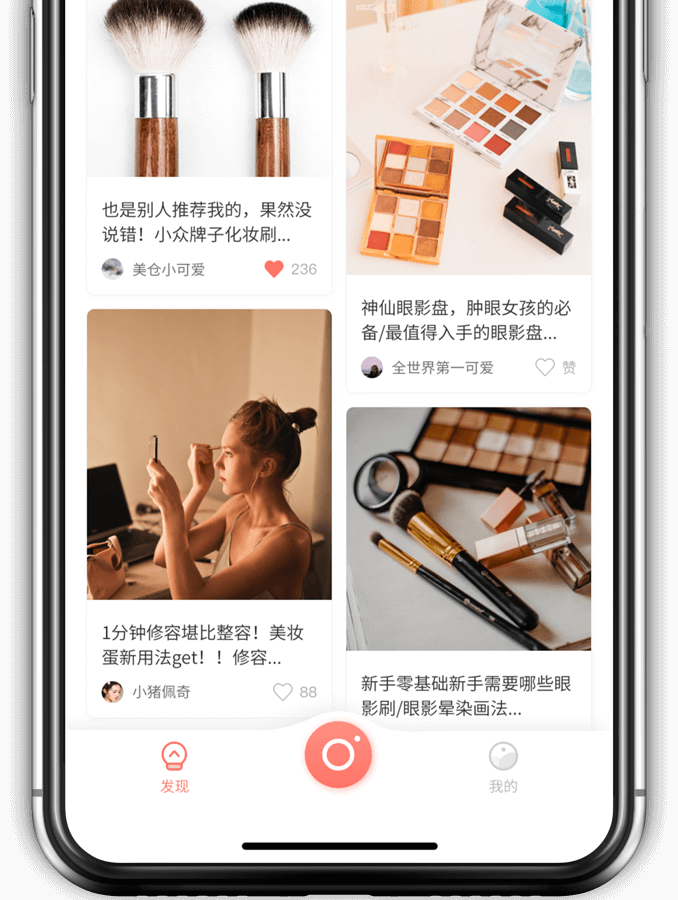 也是别人推荐我的，果然没
说错！小众牌子化妆刷...
美仓小可爱
236
神仙眼影盘，肿眼女孩的必
备/最值得入手的眼影盘...
全世界第一可爱
赞
1分钟修容堪比整容！美妆
蛋新用法get！！修容...
小猪佩奇
88
新手零基础新手需要哪些眼
影刷/眼影晕染画法...
发现
我的